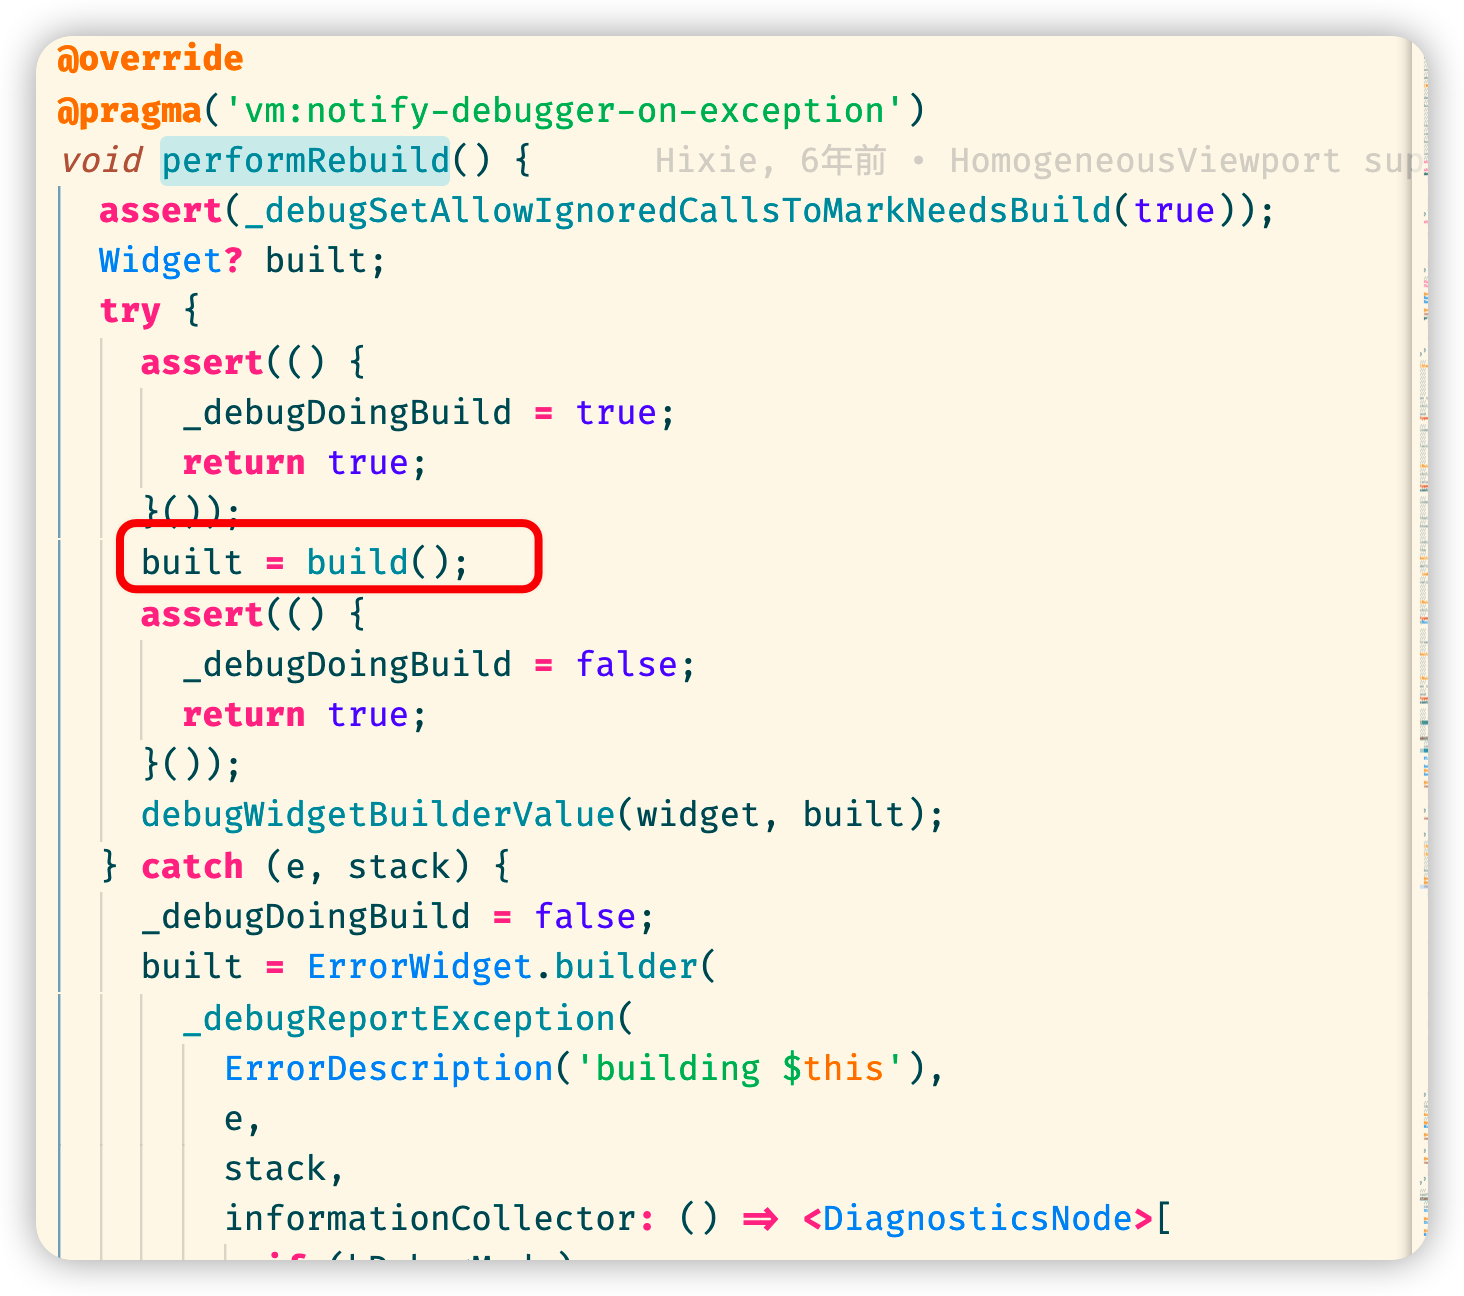 @override
@pragma('vm:notify-debugger-on-exception')
void performRebuild() { Hixie, 6年前 • HomogeneousViewport sup
assert(_debugSetAllowIgnoredCallsToMarkNeedsBuild(true));
Widget? built;
try {
assert(() {
_debugDoingBuild = true;
return true;
}());
built = build();
assert(() {
_debugDoingBuild = false;
return true;
}());
debugWidgetBuilderValue(widget, built);
} catch (e, stack) {
_debugDoingBuild = false;
built = ErrorWidget.builder(
_debugReportException(
ErrorDescription('building $this'),
e,
stack,
informationCollector: () => <DiagnosticsNode>[